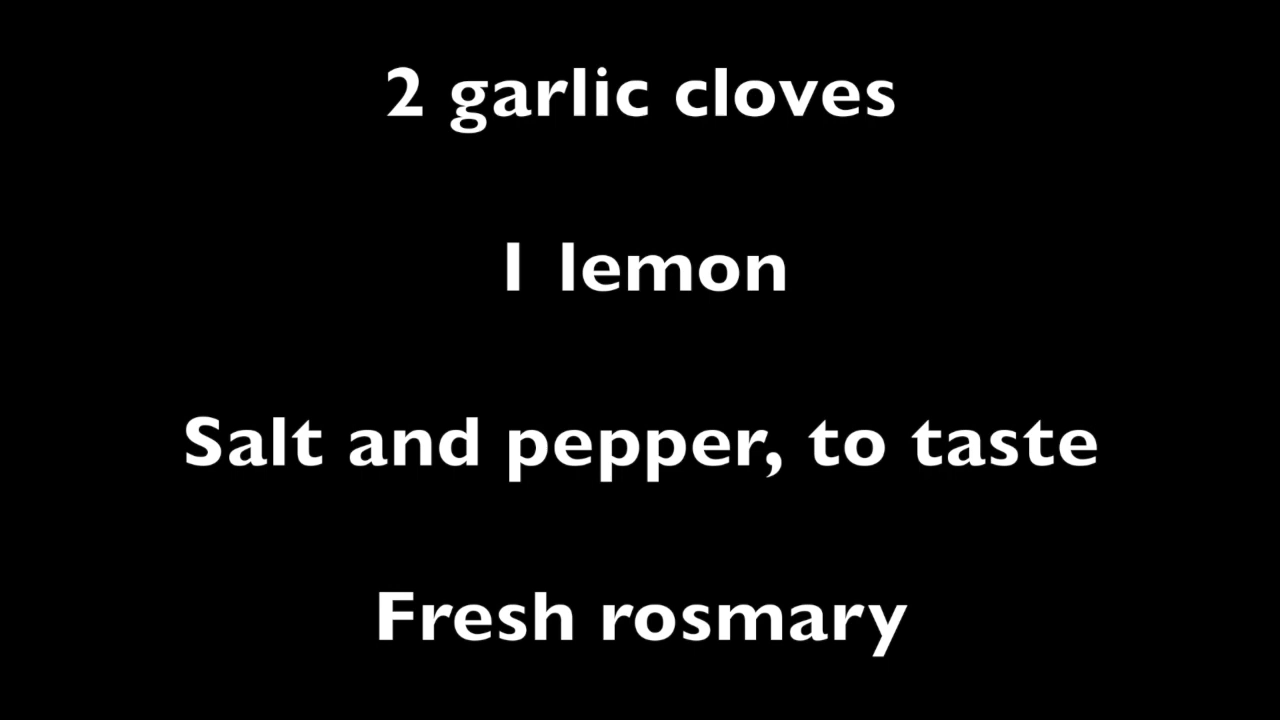 2 garlic cloves
1 lemon
Salt and pepper, to taste
Fresh rosmary